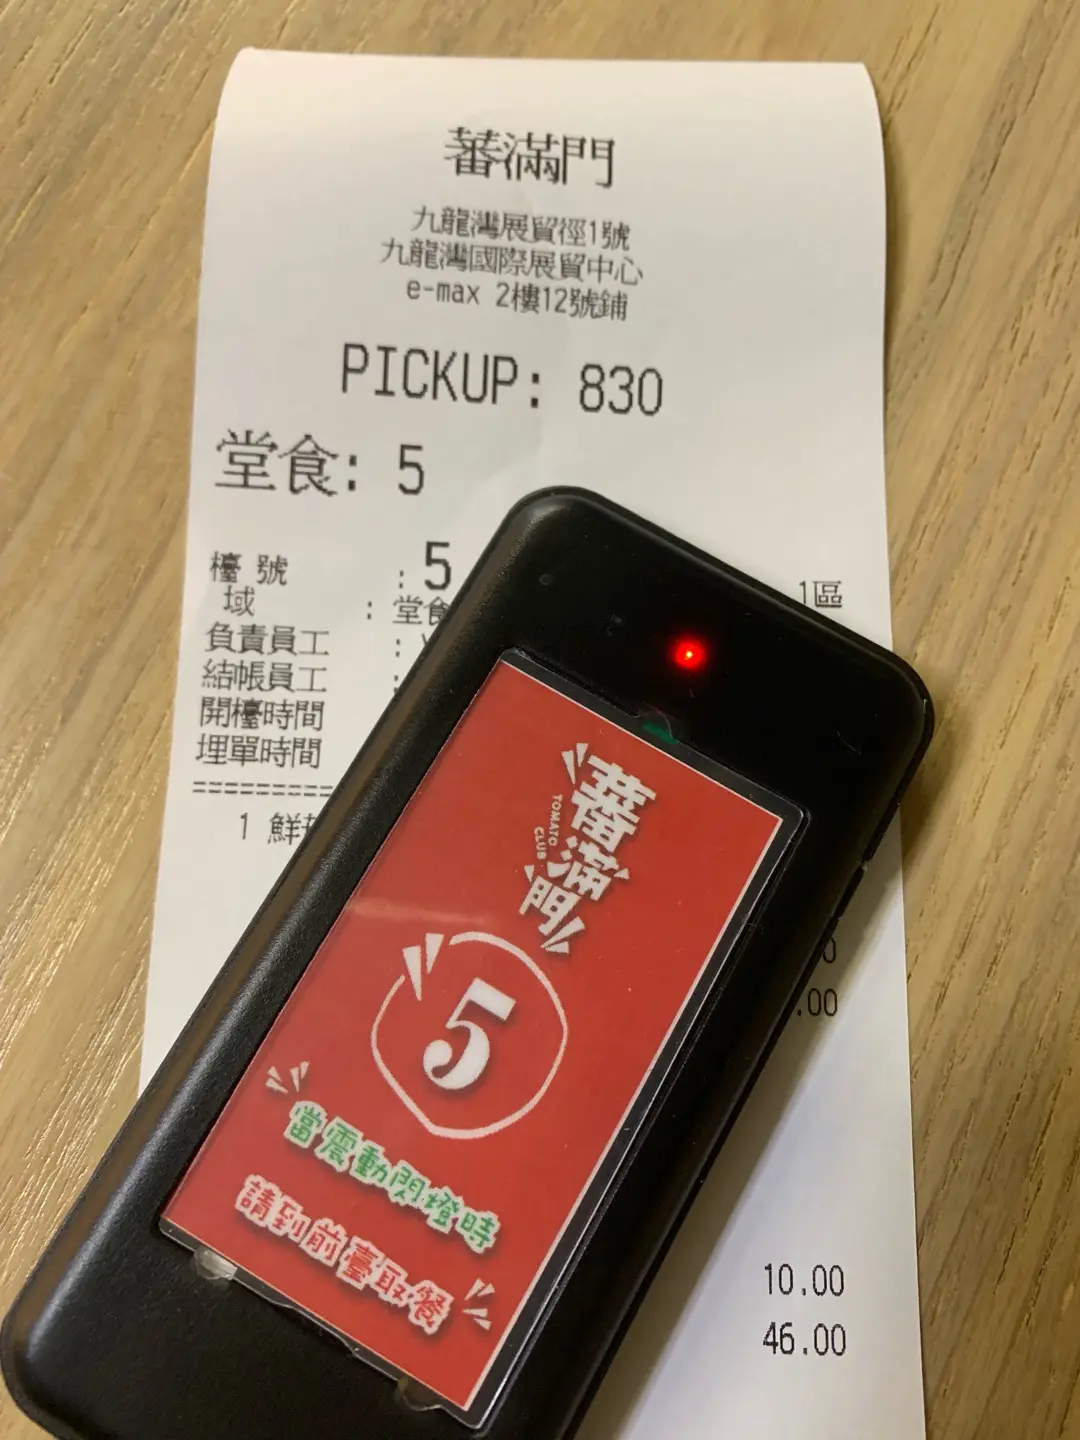 蕃滿門
九龍灣展貿徑1號
九龍灣國際展貿中心
e-max 2樓12號鋪
PICKUP: 830
堂食: 5
檯 號 : 5
1區
域 : 堂食
負責員工 :
結帳員工 :
開檯時間
埋單時間
=========
1 鮮
.00
10.00
46.00
蕃滿門
TOMATO CLUB
5
當震動閃燈時
請到前臺取餐